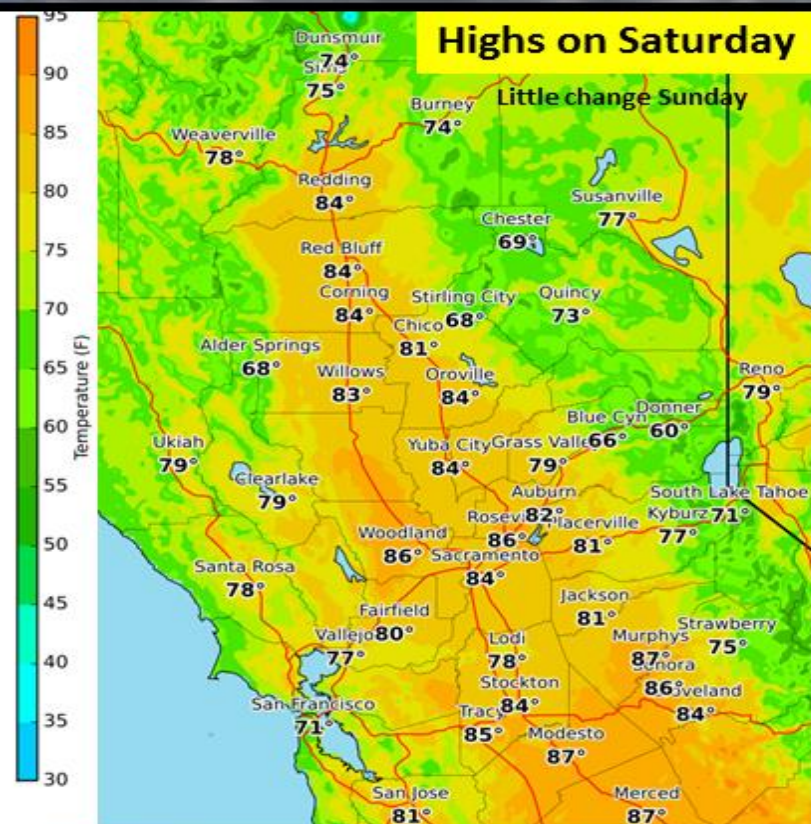 Highs on Saturday
Little change Sunday
95
90
85
80
75
70
65
60
55
50
45
40
35
30
Temperature (F)
Dunsmuir
74°
Sims
75°
Burney
74°
Weaverville
78°
Redding
84°
Susanville
77°
Chester
69°
Red Bluff
84°
Corning
84°
Stirling City
68°
Quincy
73°
Chico
81°
Alder Springs
68°
Willows
83°
Oroville
84°
Reno
79°
Donner
60°
Blue Cyn
66°
Ukiah
79°
Yuba City
84°
Grass Valley
79°
Clearlake
79°
Auburn
82°
South Lake Tahoe
71°
Kyburz
77°
Roseville
86°
Placerville
81°
Woodland
86°
Sacramento
84°
Santa Rosa
78°
Jackson
81°
Fairfield
80°
Strawberry
75°
Vallejo
77°
Lodi
78°
Murphys
87°
Sonora
86°
Groveland
84°
Stockton
84°
San Francisco
71°
Tracy
85°
Modesto
87°
San Jose
81°
Merced
87°